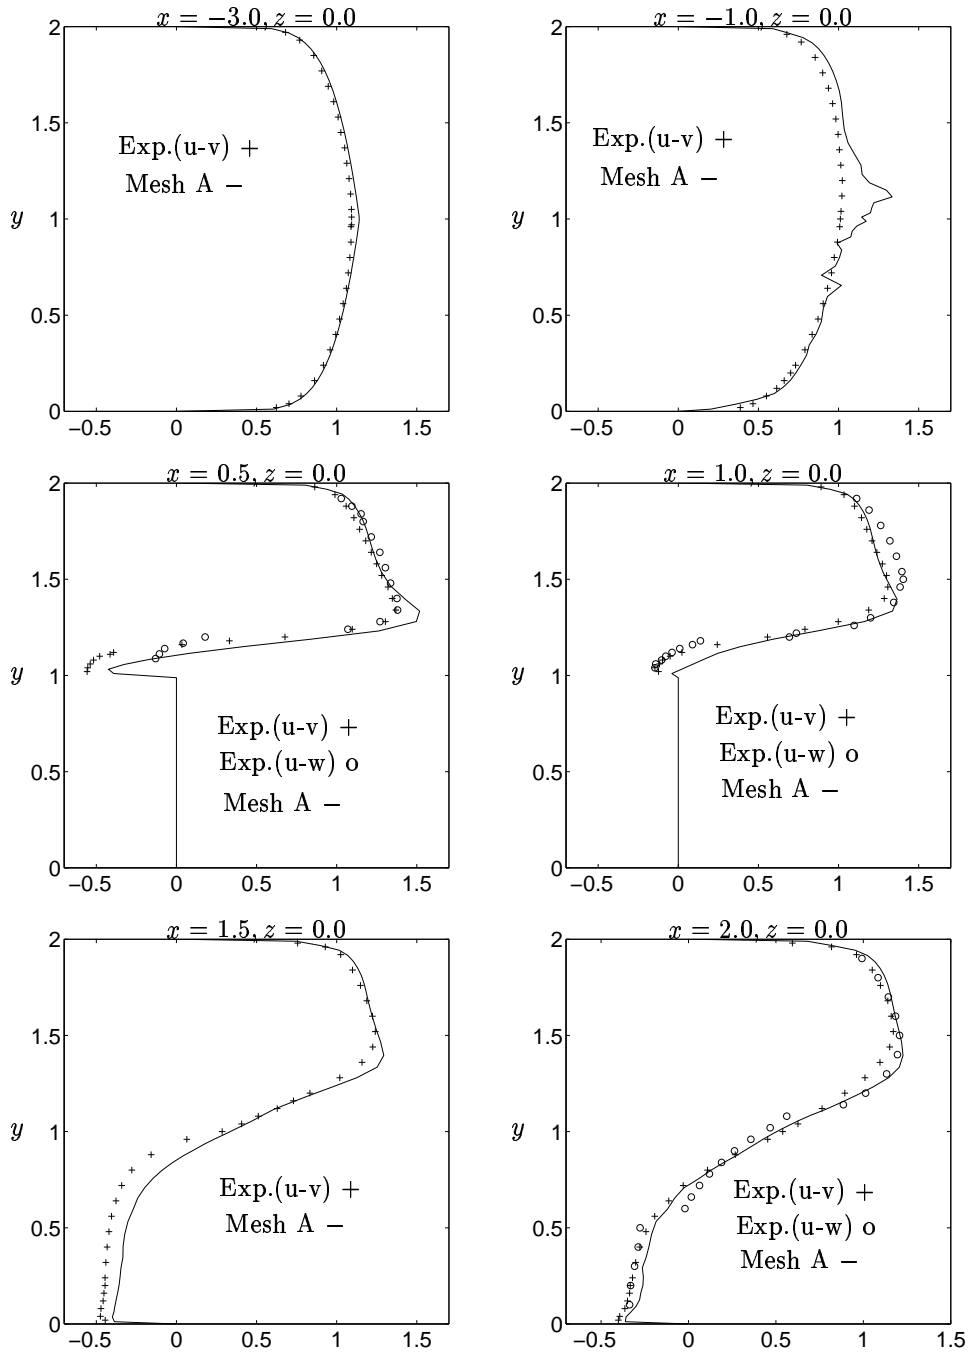 x = −3.0, z = 0.0
2
1.5
Exp.(u-v) +
Mesh A −
y
1
0.5
0
−0.5 0 0.5 1 1.5
x = −1.0, z = 0.0
2
1.5
Exp.(u-v) +
Mesh A −
y
1
0.5
0
−0.5 0 0.5 1 1.5
x = 0.5, z = 0.0
2
1.5
1
y
Exp.(u-v) +
Exp.(u-w) o
Mesh A −
0.5
0
−0.5 0 0.5 1 1.5
x = 1.0, z = 0.0
2
1.5
1
y
Exp.(u-v) +
Exp.(u-w) o
Mesh A −
0.5
0
−0.5 0 0.5 1 1.5
x = 1.5, z = 0.0
2
1.5
y
1
Exp.(u-v) +
Mesh A −
0.5
0
−0.5 0 0.5 1 1.5
x = 2.0, z = 0.0
2
1.5
y
1
Exp.(u-v) +
Exp.(u-w) o
Mesh A −
0.5
0
−0.5 0 0.5 1 1.5